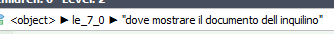 <object> ► le_7_0 ► "dove mostrare il documento dell inquilino"